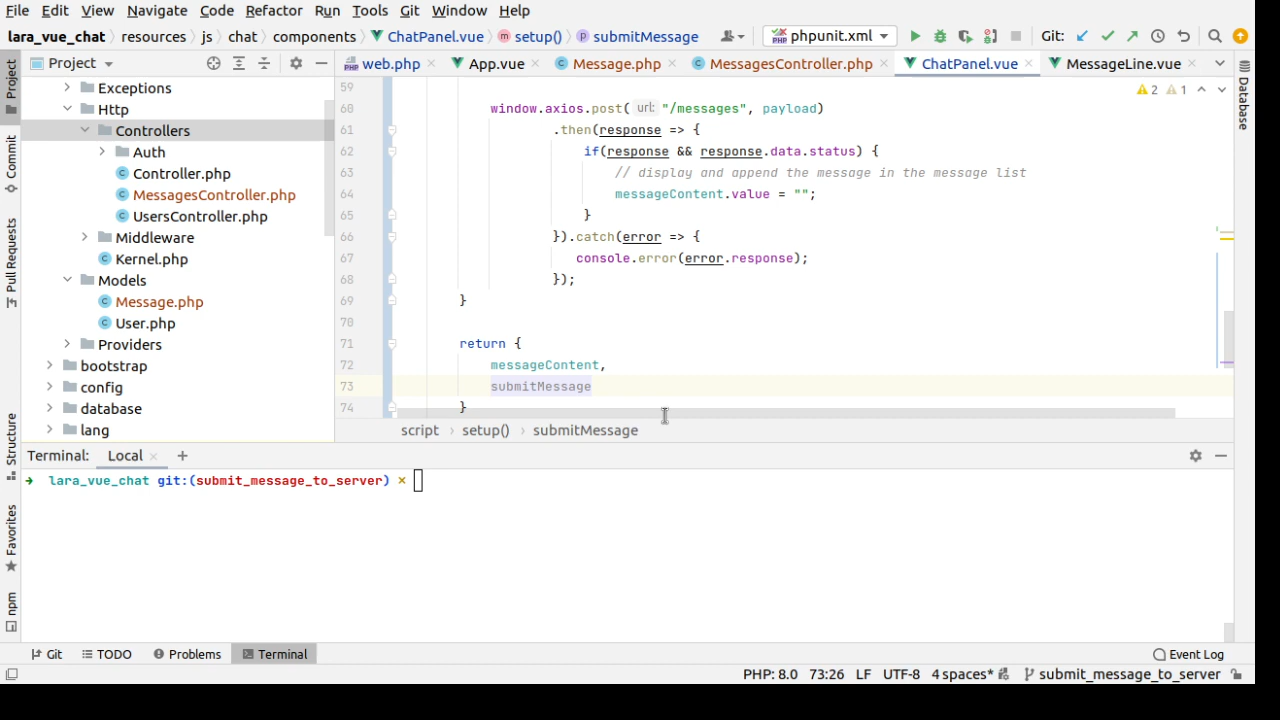 File Edit View Navigate Code Refactor Run Tools Git Window Help
lara_vue_chat resources js chat components ChatPanel.vue setup() submitMessage phpunit.xml Git:
Project
web.php App.vue Message.php MessagesController.php ChatPanel.vue MessageLine.vue
Project
Commit
Pull Requests
Structure
Favorites
npm
Database
Exceptions
Http
Controllers
Auth
Controller.php
MessagesController.php
UsersController.php
Middleware
Kernel.php
Models
Message.php
User.php
Providers
bootstrap
config
database
lang
2 1
59
60 window.axios.post( url: "/messages", payload)
61 .then(response => {
62 if(response && response.data.status) {
63 // display and append the message in the message list
64 messageContent.value = "";
65 }
66 }).catch(error => {
67 console.error(error.response);
68 });
69 }
70
71 return {
72 messageContent,
73 submitMessage
74 }
script setup() submitMessage
Terminal: Local
lara_vue_chat git:(submit_message_to_server) ×
Git TODO Problems Terminal Event Log
PHP: 8.0 73:26 LF UTF-8 4 spaces* submit_message_to_server